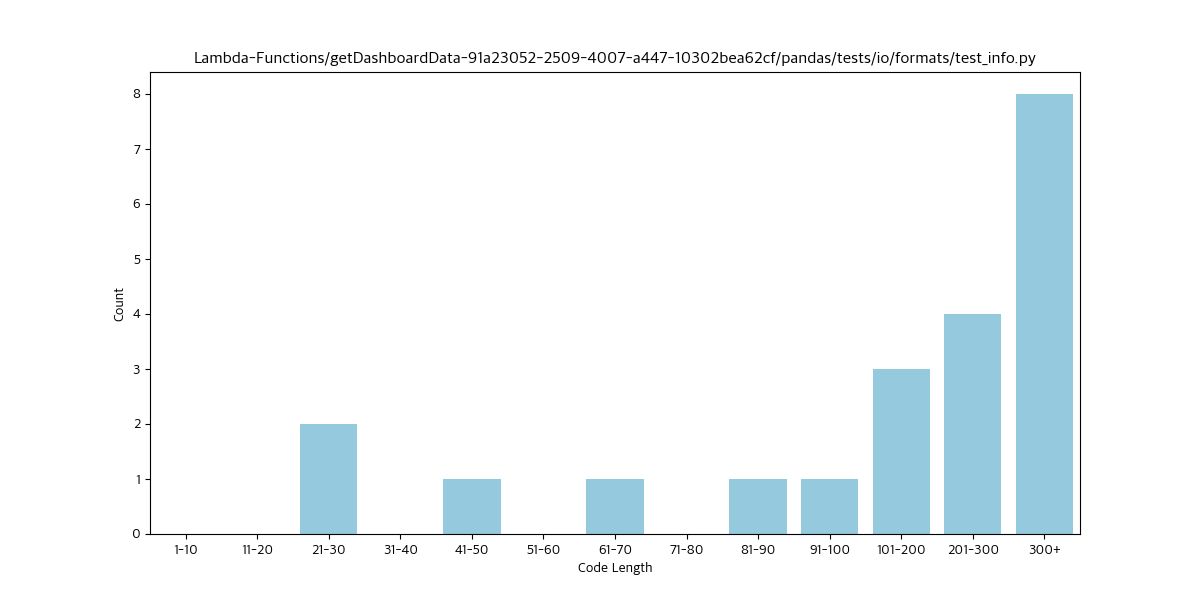 Lambda-Functions/getDashboardData-91a23052-2509-4007-a447-10302bea62cf/pandas/tests/io/formats/test_info.py
8
7
6
5
4
3
2
1
0
Count
1-10 11-20 21-30 31-40 41-50 51-60 61-70 71-80 81-90 91-100 101-200 201-300 300+
Code Length